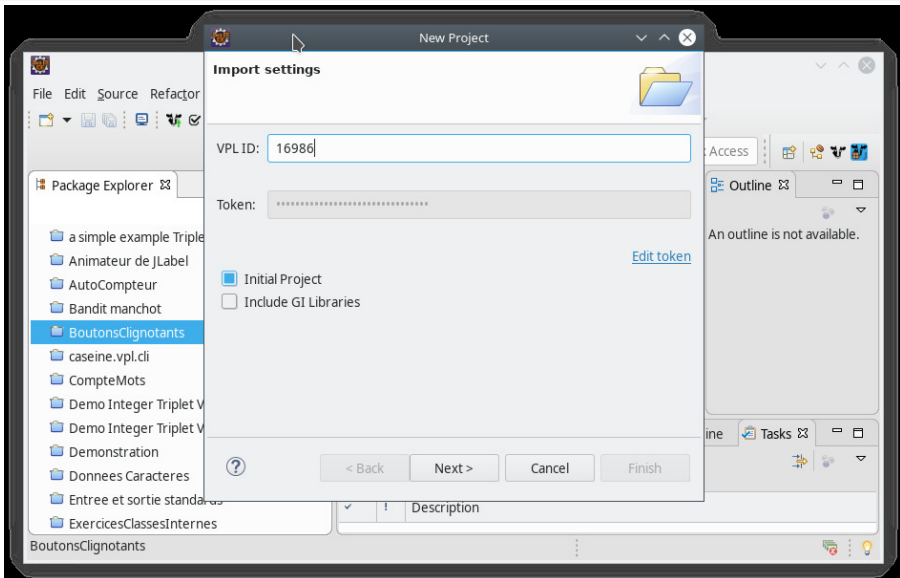 New Project
Import settings
File Edit Source Refactor
VPL ID: 16986
Access
Package Explorer
Outline
Token: ••••••••••••••••••••••••••••••••
a simple example Triple
An outline is not available.
Animateur de JLabel
Edit token
AutoCompteur
Initial Project
Bandit manchot
Include GI Libraries
BoutonsClignotants
caseine.vpl.cli
CompteMots
Demo Integer Triplet V
Demo Integer Triplet V
ine
Tasks
Demonstration
? < Back Next > Cancel Finish
Donnees Caracteres
Entree et sortie standards
! Description
ExercicesClassesInternes
BoutonsClignotants